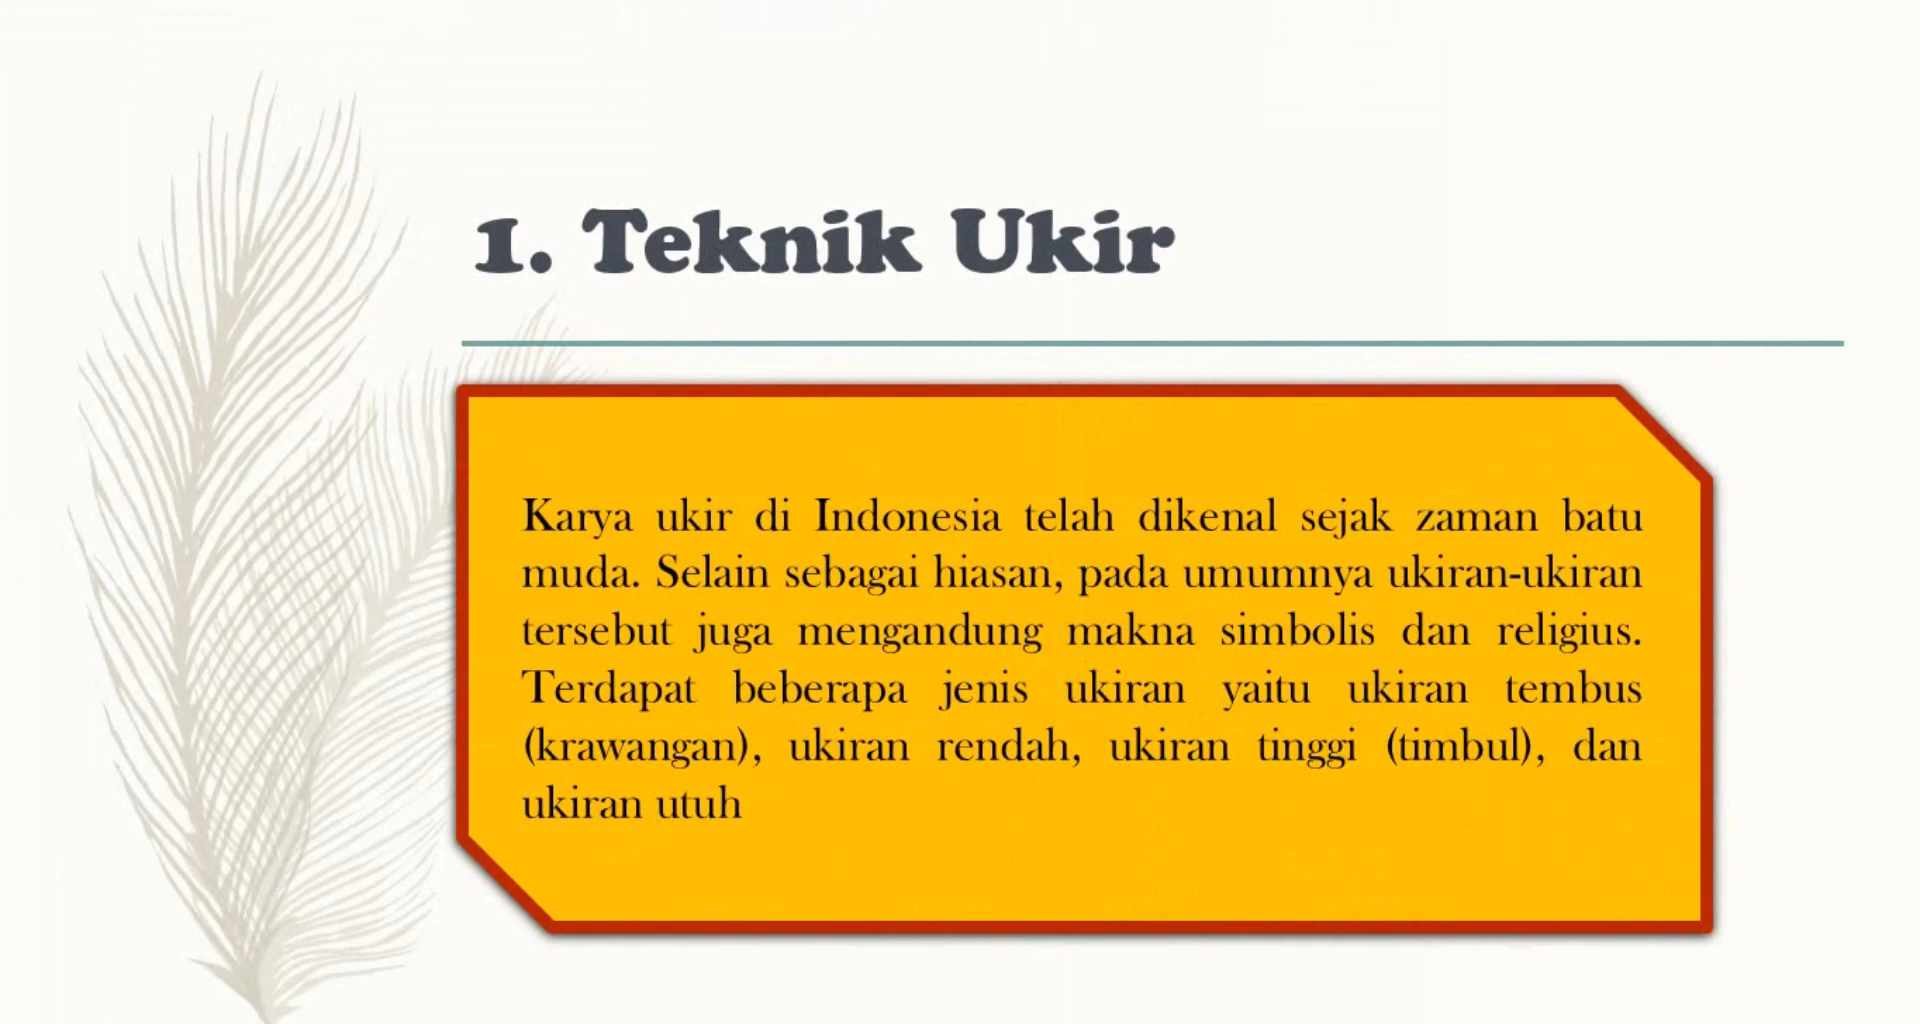 1. Teknik Ukir
Karya ukir di Indonesia telah dikenal sejak zaman batu
muda. Selain sebagai hiasan, pada umumnya ukiran-ukiran
tersebut juga mengandung makna simbolis dan religius.
Terdapat beberapa jenis ukiran yaitu ukiran tembus
(krawangan), ukiran rendah, ukiran tinggi (timbul), dan
ukiran utuh